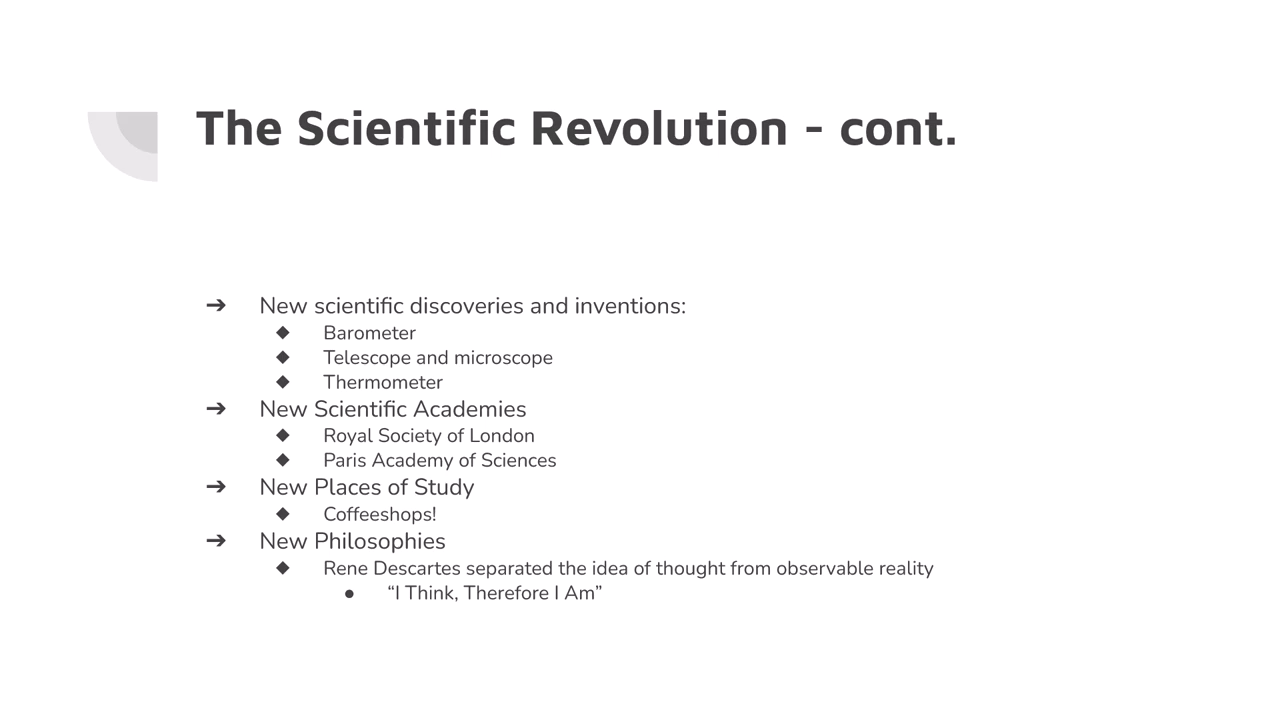 The Scientific Revolution - cont.
➔ New scientific discoveries and inventions:
◆ Barometer
◆ Telescope and microscope
◆ Thermometer
➔ New Scientific Academies
◆ Royal Society of London
◆ Paris Academy of Sciences
➔ New Places of Study
◆ Coffeeshops!
➔ New Philosophies
◆ Rene Descartes separated the idea of thought from observable reality
● “I Think, Therefore I Am”